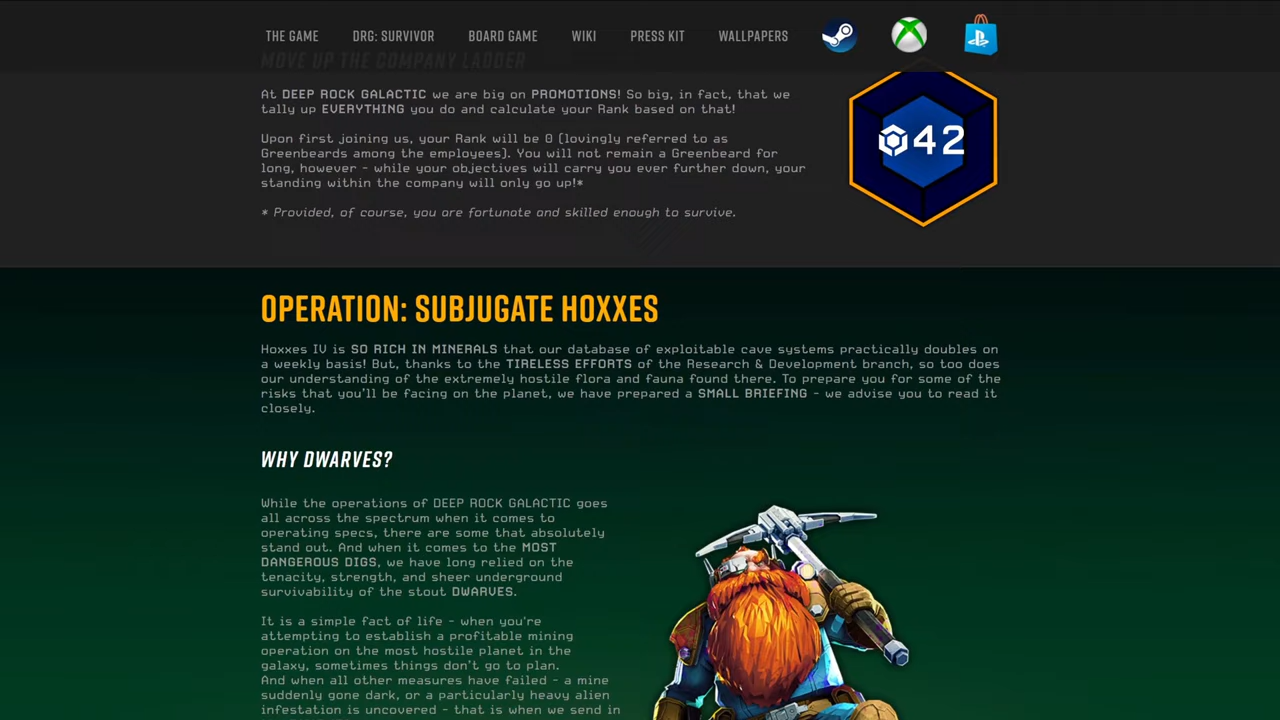 THE GAME DRG: SURVIVOR BOARD GAME WIKI PRESS KIT WALLPAPERS
MOVE UP THE COMPANY LADDER
At DEEP ROCK GALACTIC we are big on PROMOTIONS! So big, in fact, that we
tally up EVERYTHING you do and calculate your Rank based on that!
Upon first joining us, your Rank will be 0 (lovingly referred to as
Greenbeards among the employees). You will not remain a Greenbeard for
long, however - while your objectives will carry you ever further down, your
standing within the company will only go up!*
* Provided, of course, you are fortunate and skilled enough to survive.
42
OPERATION: SUBJUGATE HOXXES
Hoxxes IV is SO RICH IN MINERALS that our database of exploitable cave systems practically doubles on
a weekly basis! But, thanks to the TIRELESS EFFORTS of the Research & Development branch, so too does
our understanding of the extremely hostile flora and fauna found there. To prepare you for some of the
risks that you'll be facing on the planet, we have prepared a SMALL BRIEFING - we advise you to read it
closely.
WHY DWARVES?
While the operations of DEEP ROCK GALACTIC goes
all across the spectrum when it comes to
operating specs, there are some that absolutely
stand out. And when it comes to the MOST
DANGEROUS DIGS, we have long relied on the
tenacity, strength, and sheer underground
survivability of the stout DWARVES.
It is a simple fact of life - when you're
attempting to establish a profitable mining
operation on the most hostile planet in the
galaxy, sometimes things don't go to plan.
And when all other measures have failed - a mine
suddenly gone dark, or a particularly heavy alien
infestation is uncovered - that is when we send in